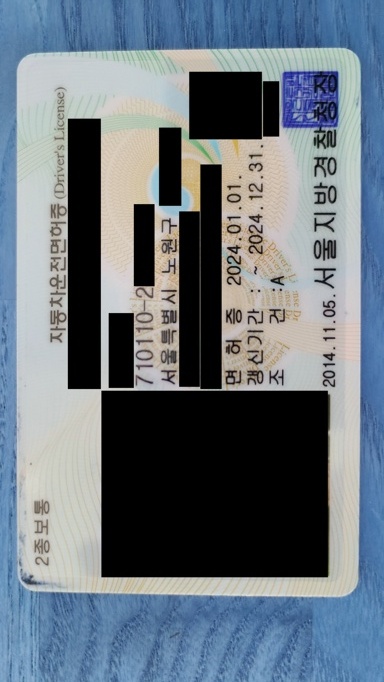 2종보통
자동차운전면허증 (Driver's License)
710110-2
서울특별시 노원구
면 허 증 2024.01.01.
갱신기간 : ~ 2024.12.31.
조 건 : A
2014.11.05. 서울지방경찰청장